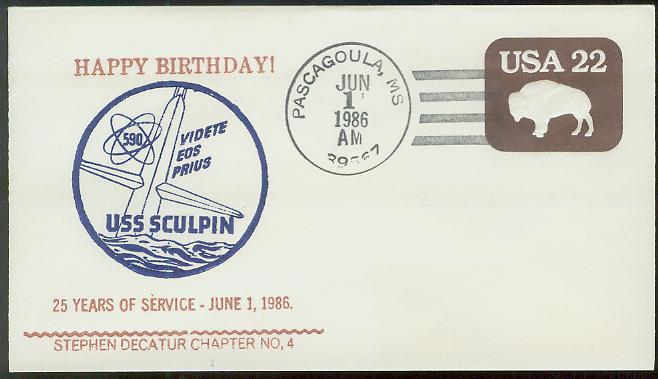 HAPPY BIRTHDAY!
590
VIDETE
EOS
PRIUS
USS SCULPIN
25 YEARS OF SERVICE - JUNE 1, 1986.
STEPHEN DECATUR CHAPTER NO, 4
PASCAGOULA, MS
JUN
1
1986
AM
39567
USA 22